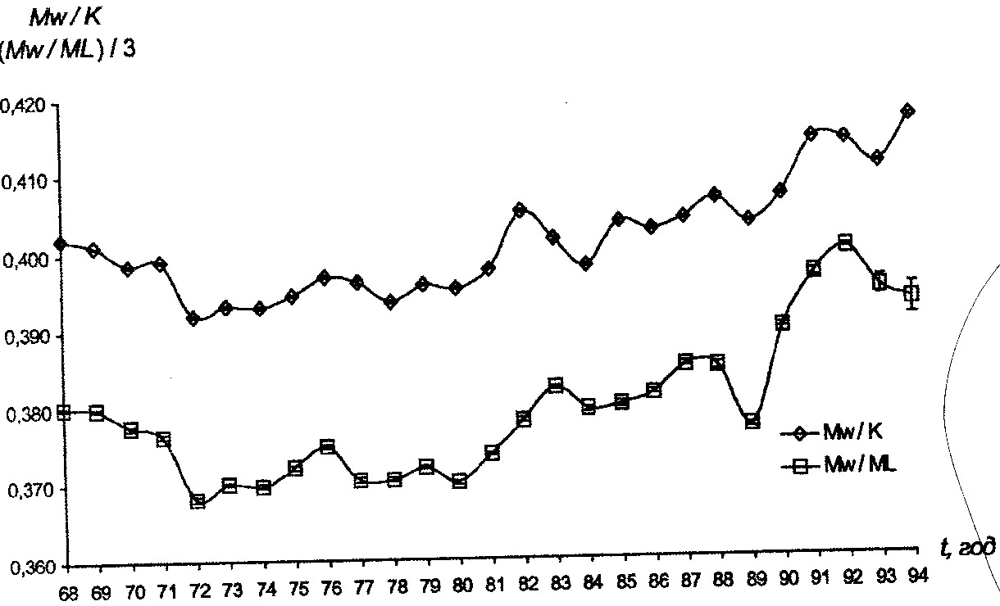 Mw / K
(Mw / ML) / 3
0,420
0,410
0,400
0,390
0,380
0,370
0,360
68 69 70 71 72 73 74 75 76 77 78 79 80 81 82 83 84 85 86 87 88 89 90 91 92 93 94
t, год
Mw / K
Mw / ML